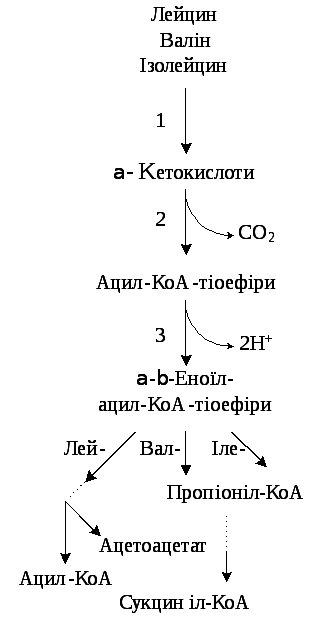 Лейцин
Валін
Ізолейцин
1
a- Кетокислоти
2
CO2
Ацил-КоА-тіоефіри
3
2H+
a-b-Еноїл-
ацил-КоА-тіоефіри
Лей- Вал- Іле-
Пропіоніл-КоА
Ацетоацетат
Ацил-КоА
Сукцин іл-КоА